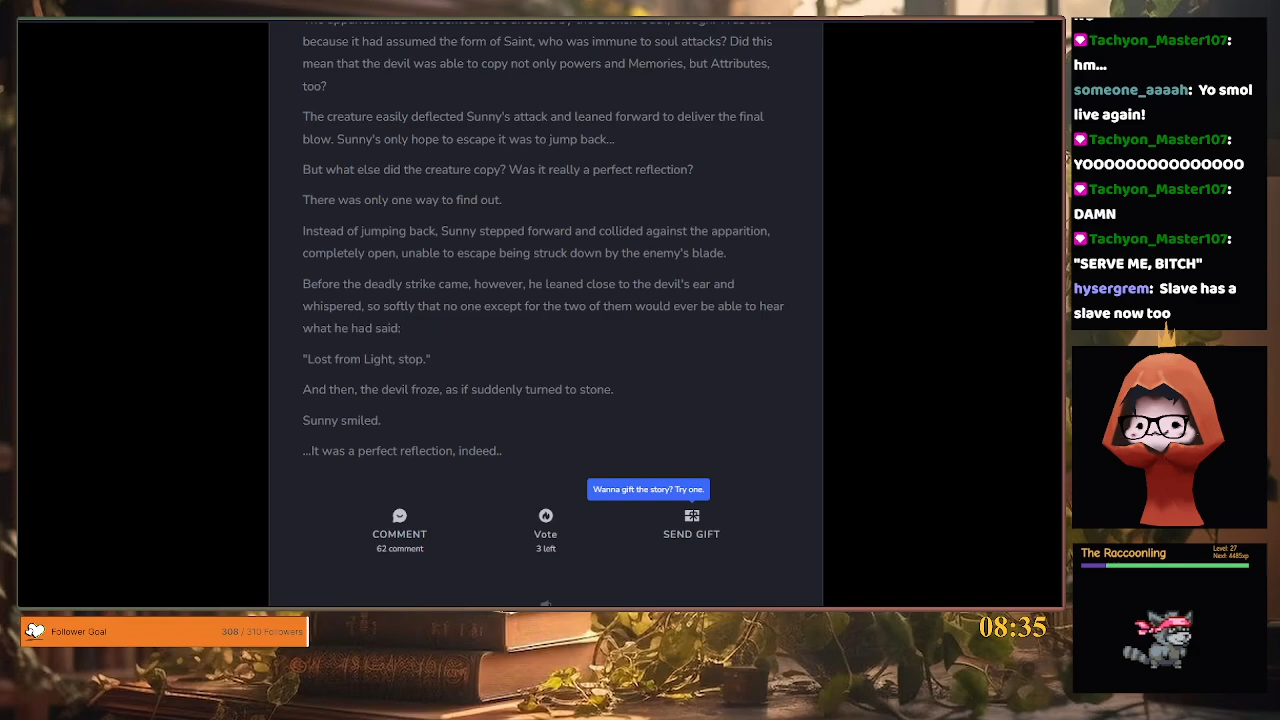 because it had assumed the form of Saint, who was immune to soul attacks? Did this
mean that the devil was able to copy not only powers and Memories, but Attributes,
too?
The creature easily deflected Sunny's attack and leaned forward to deliver the final
blow. Sunny's only hope to escape it was to jump back...
But what else did the creature copy? Was it really a perfect reflection?
There was only one way to find out.
Instead of jumping back, Sunny stepped forward and collided against the apparition,
completely open, unable to escape being struck down by the enemy's blade.
Before the deadly strike came, however, he leaned close to the devil's ear and
whispered, so softly that no one except for the two of them would ever be able to hear
what he had said:
"Lost from Light, stop."
And then, the devil froze, as if suddenly turned to stone.
Sunny smiled.
...It was a perfect reflection, indeed..
Wanna gift the story? Try one.
COMMENT
62 comment
Vote
3 left
SEND GIFT
Tachyon_Master107:
hm...
someone_aaaah: Yo smol
live again!
Tachyon_Master107:
YOOOOOOOOOOOOOOO
Tachyon_Master107:
DAMN
Tachyon_Master107:
"SERVE ME, BITCH"
hysergrem: Slave has a
slave now too
The Raccoonling
Level: 27
Next: 4485xp
Follower Goal
308 / 310 Followers
08:35